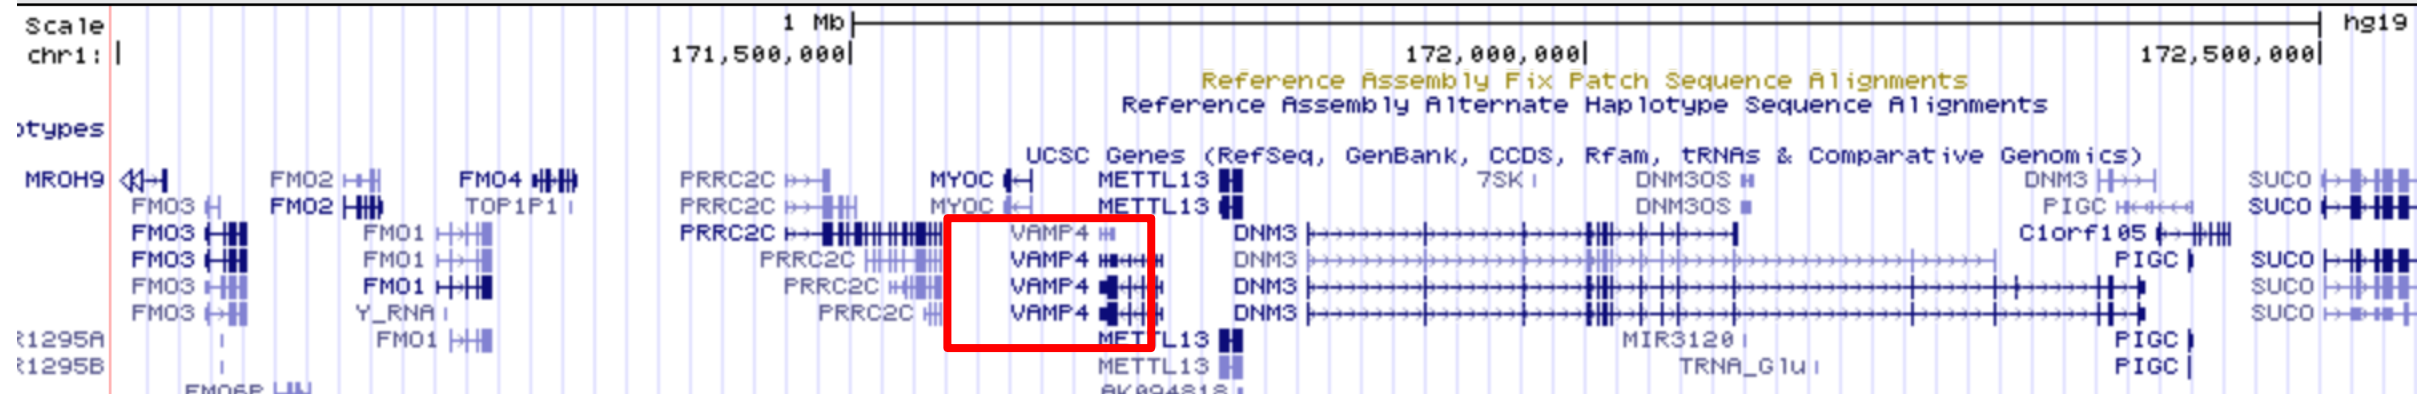 Scale 1 Mb hg19
chr1: 171,500,000 172,000,000 172,500,000
Reference Assembly Fix Patch Sequence Alignments
Reference Assembly Alternate Haplotype Sequence Alignments
otypes
UCSC Genes (RefSeq, GenBank, CCDS, Rfam, tRNAs & Comparative Genomics)
MROH9 FMO2 FMO4 PRRC2C MYOC METTL13 7SK DNM3OS DNM3 SUCO
FMO3 FMO2 TOP1P1 PRRC2C MYOC METTL13 DNM3OS PIGC SUCO
FMO3 FMO1 PRRC2C VAMP4 DNM3 C1orf105
FMO3 FMO1 PRRC2C VAMP4 DNM3 PIGC SUCO
FMO3 FMO1 PRRC2C VAMP4 DNM3 SUCO
FMO3 Y_RNA PRRC2C VAMP4 DNM3 SUCO
R1295A FMO1 METTL13 MIR3120 PIGC
R1295B METTL13 TRNA_Glu PIGC
FMO6P AK094818